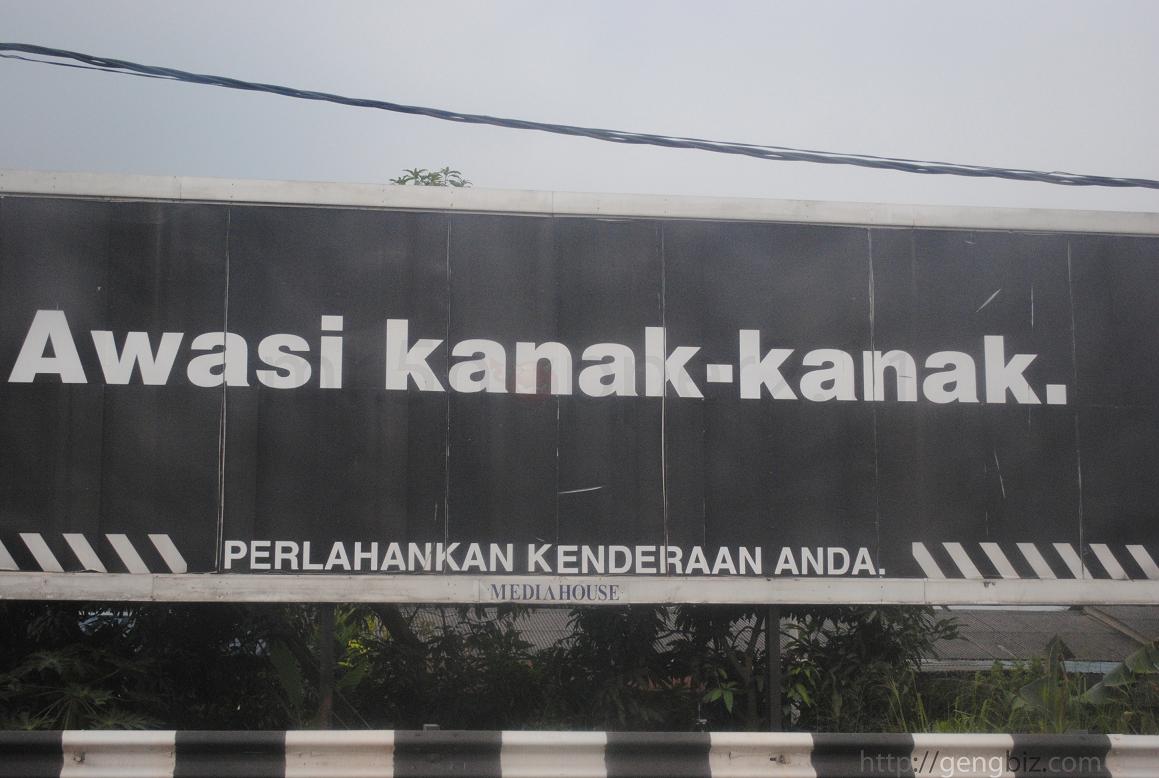 Awasi kanak-kanak.
PERLAHANKAN KENDERAAN ANDA.
MEDIAHOUSE
http://gengbiz.com